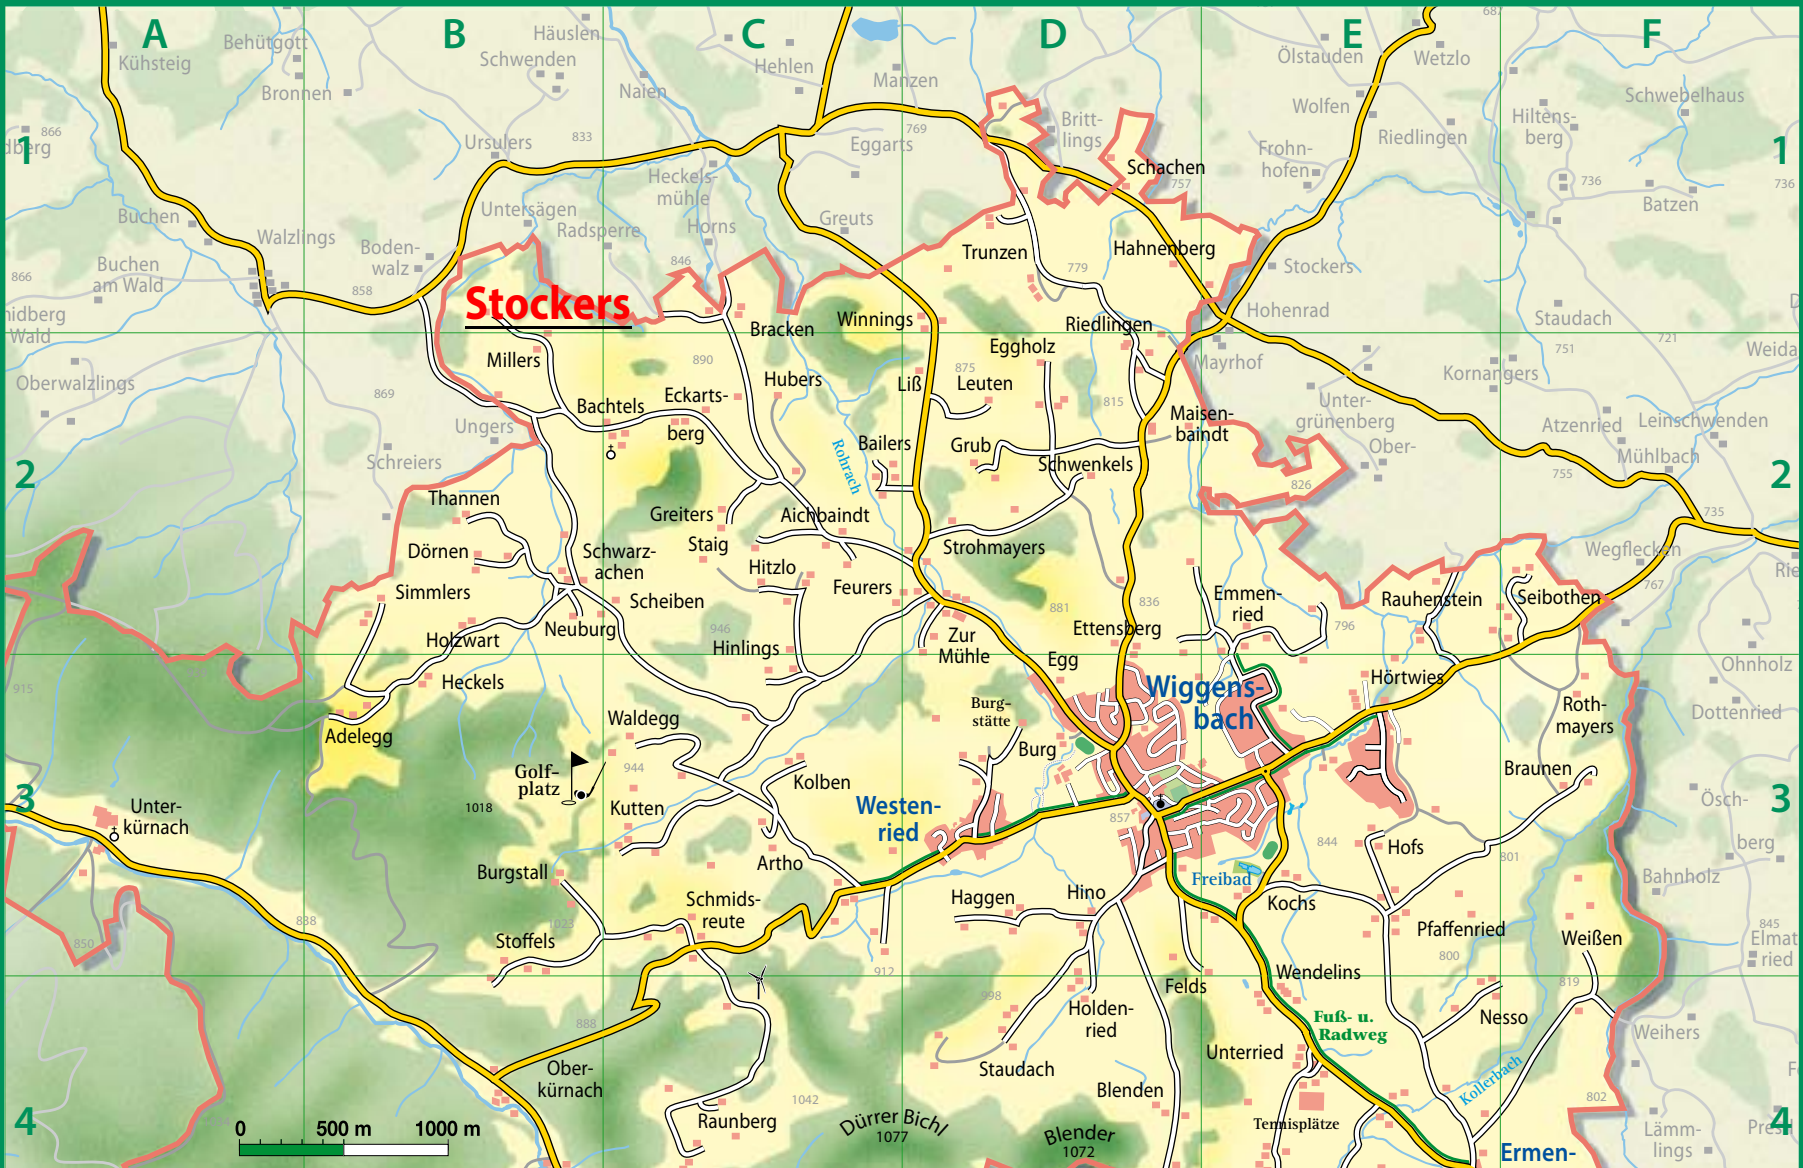 A
B
C
D
E
F
Kühsteig
Behütgott
Bronnen
Häuslen
Schwenden
Naien
Hehlen
Manzen
Ölstauden
Wetzlo
687
Wolfen
Riedlingen
Schwebelhaus
Hiltens-
berg
1
866
dberg
Ursulers
833
769
Eggarts
Britt-
lings
Schachen
757
Frohn-
hofen
736
Batzen
1
736
Buchen
Walzlings
Heckels-
mühle
Untersägen
Radsperre
Horns
Greuts
Boden-
walz
866
Buchen
am Wald
858
846
Trunzen
Hahnenberg
779
Stockers
nidberg
Wald
Stockers
Bracken
Winnings
Riedlingen
Hohenrad
Staudach
721
751
Weida
Millers
890
Eggholz
875
Mayrhof
Kornangers
Oberwalzlings
869
Hubers
Liß
Leuten
815
Eckarts-
berg
Bachtels
Maisen-
baindt
Unter-
grünenberg
Ober-
Atzenried
Leinschwenden
Ungers
Schreiers
Rohrach
Bailers
Grub
Schwenkels
Mühlbach
2
826
755
2
Thannen
Greiters
Aichbaindt
735
Dörnen
Schwarz-
achen
Staig
Strohmayers
Wegflecken
Hitzlo
Feurers
Simmlers
Scheiben
881
836
Emmen-
ried
796
Rauhenstein
Seibothen
767
Rie
Holzwart
Neuburg
946
Hinlings
Zur
Mühle
Ettensberg
Egg
Hörtwies
Ohnholz
915
Heckels
Wiggens-
bach
Waldegg
Burg-
stätte
Roth-
mayers
Dottenried
Adelegg
Burg
Golf-
platz
944
Kolben
Braunen
3
1018
Kutten
Westen-
ried
857
Ösch-
berg
3
Unter-
kürnach
844
Hofs
801
Artho
Burgstall
Freibad
Bahnholz
Schmids-
reute
Haggen
Hino
Kochs
838
850
1023
Stoffels
Pfaffenried
800
Weißen
845
Elmat
ried
912
Wendelins
819
998
Felds
Holden-
ried
Fuß- u.
Radweg
Nesso
Weihers
888
Unterried
Staudach
Ober-
kürnach
Blenden
Kollerbach
802
4
0
500 m
1000 m
1042
Raunberg
Dürrer Bichl
1077
Blender
1072
Tennisplätze
Ermen-
Lämm-
lings
4